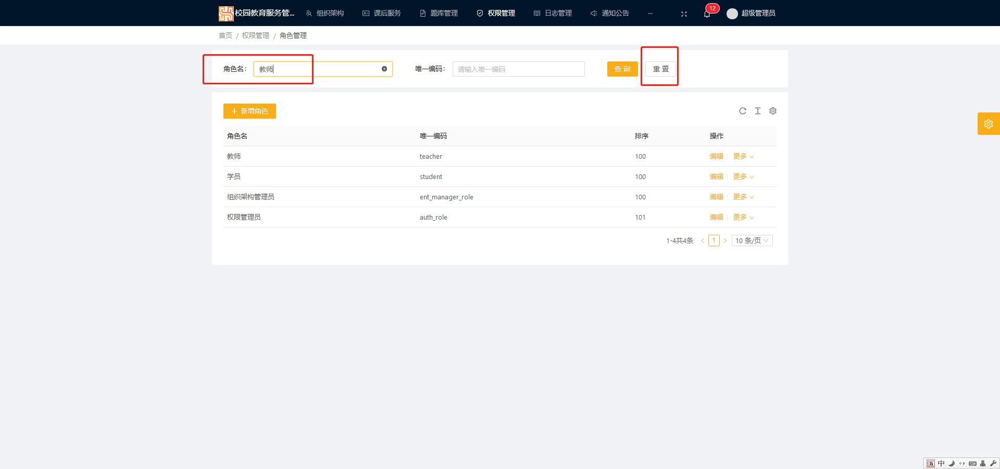 校园教育服务管... 组织架构 课后服务 题库管理 权限管理 日志管理 通知公告 ··· 12 超级管理员
首页 / 权限管理 / 角色管理
角色名: 教师 唯一编码: 请输入唯一编码 查 询 重 置
+ 新增角色
角色名 唯一编码 排序 操作
教师 teacher 100 编辑 更多
学员 student 100 编辑 更多
组织架构管理员 ent_manager_role 100 编辑 更多
权限管理员 auth_role 101 编辑 更多
1-4共4条 < 1 > 10 条/页
五 中